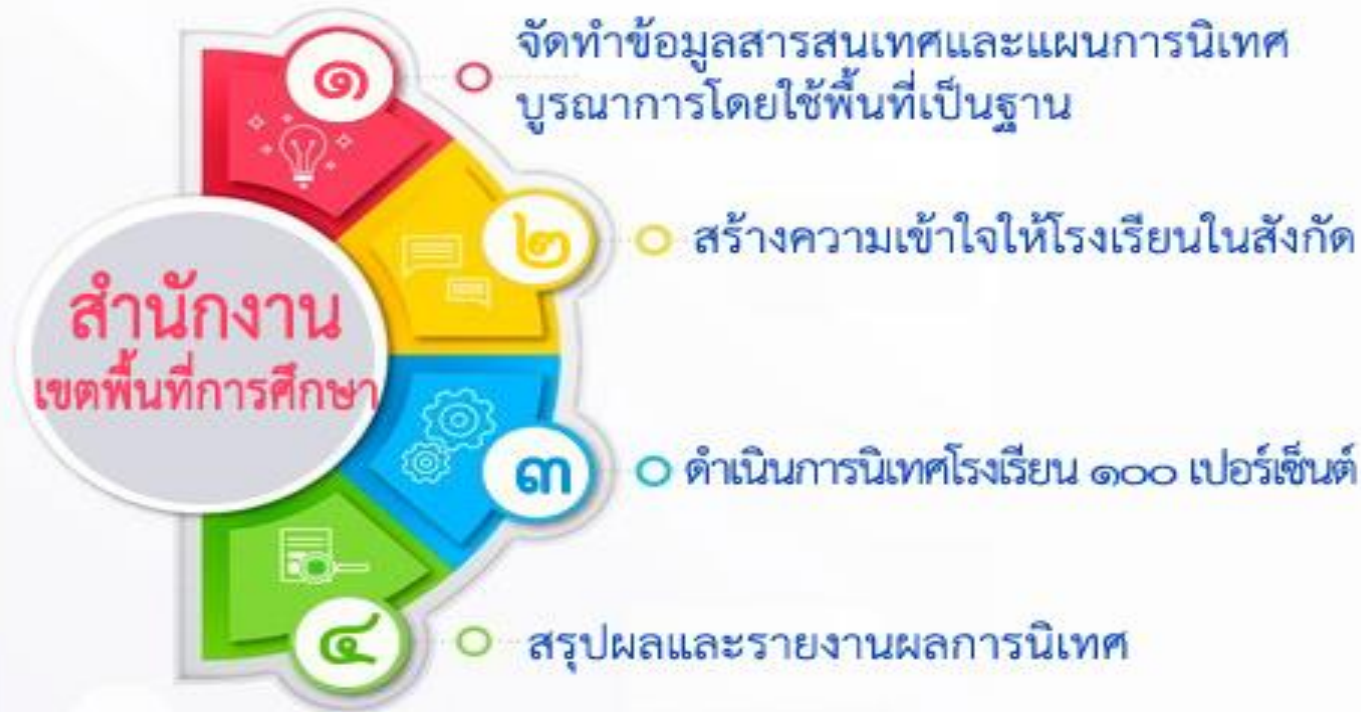 สำนักงาน
เขตพื้นที่การศึกษา
๑
จัดทำข้อมูลสารสนเทศและแผนการนิเทศ
บูรณาการโดยใช้พื้นที่เป็นฐาน
๒
สร้างความเข้าใจให้โรงเรียนในสังกัด
๓
ดำเนินการนิเทศโรงเรียน ๑๐๐ เปอร์เซ็นต์
๔
สรุปผลและรายงานผลการนิเทศ